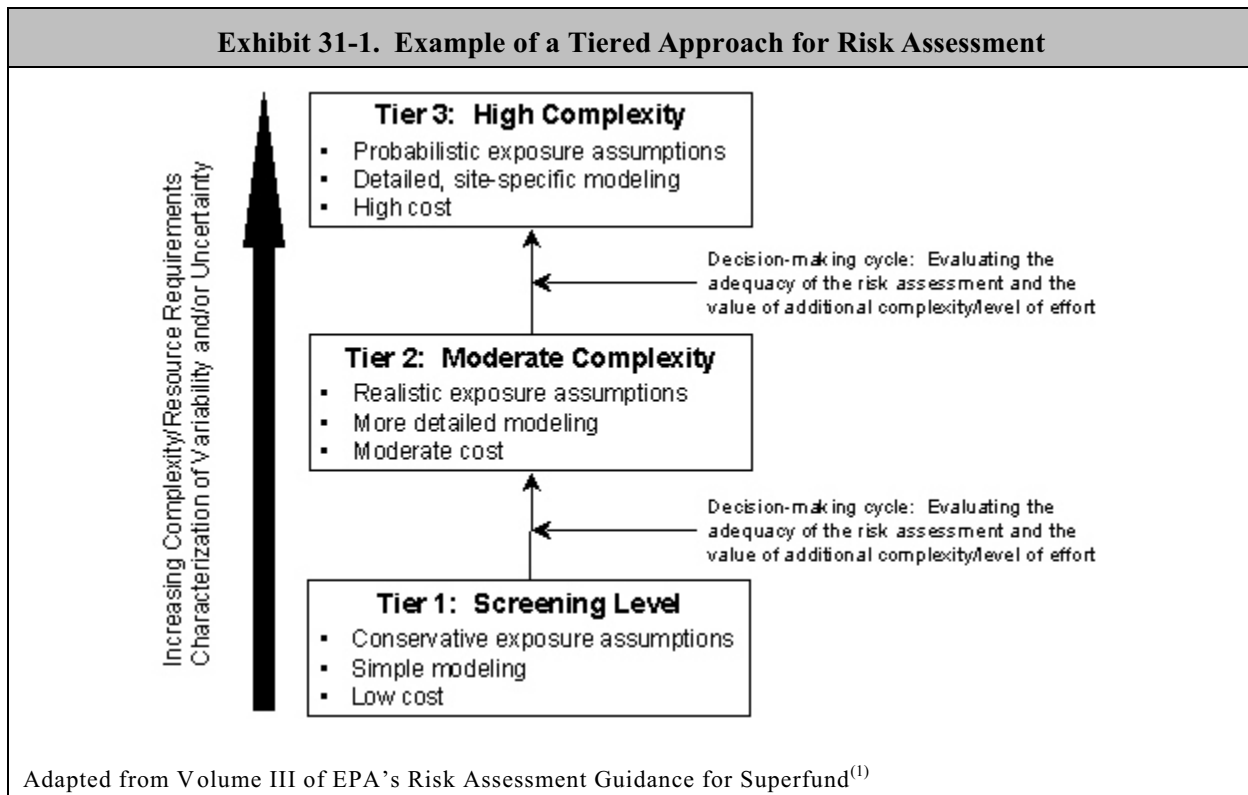 Exhibit 31-1. Example of a Tiered Approach for Risk Assessment
Increasing Complexity/Resource Requirements
Characterization of Variability and/or Uncertainty
Tier 3: High Complexity
▪ Probabilistic exposure assumptions
▪ Detailed, site-specific modeling
▪ High cost
Decision-making cycle: Evaluating the
adequacy of the risk assessment and the
value of additional complexity/level of effort
Tier 2: Moderate Complexity
▪ Realistic exposure assumptions
▪ More detailed modeling
▪ Moderate cost
Decision-making cycle: Evaluating the
adequacy of the risk assessment and the
value of additional complexity/level of effort
Tier 1: Screening Level
▪ Conservative exposure assumptions
▪ Simple modeling
▪ Low cost
Adapted from Volume III of EPA's Risk Assessment Guidance for Superfund(1)